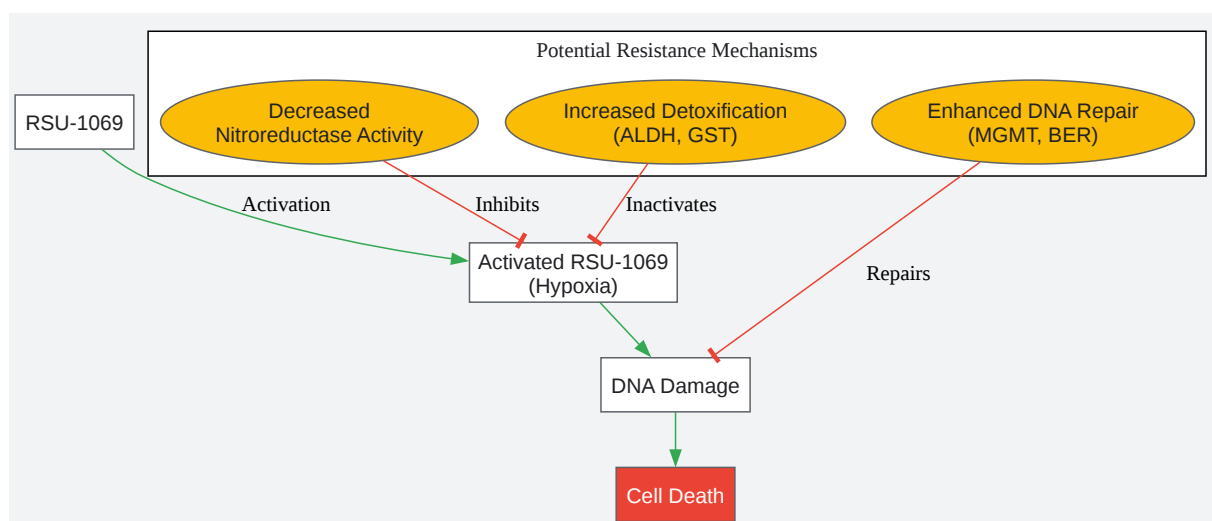 Potential Resistance Mechanisms
RSU-1069
Decreased
Nitroreductase Activity
Increased Detoxification
(ALDH, GST)
Enhanced DNA Repair
(MGMT, BER)
Activation
Inhibits
Inactivates
Activated RSU-1069
(Hypoxia)
Repairs
DNA Damage
Cell Death